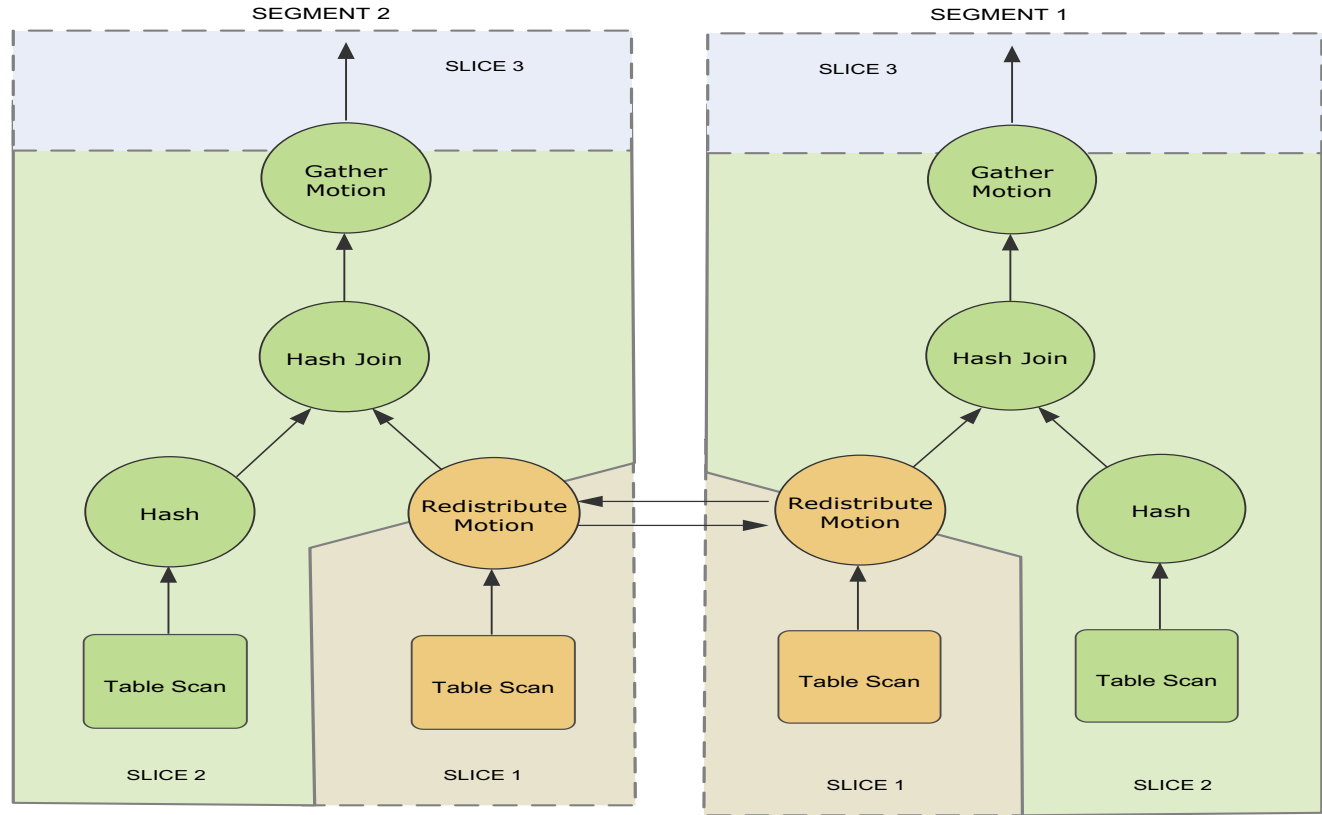 SEGMENT 2
SLICE 3
Gather
Motion
Hash Join
Hash
Redistribute
Motion
Table Scan
Table Scan
SLICE 2
SLICE 1
SEGMENT 1
SLICE 3
Gather
Motion
Hash Join
Redistribute
Motion
Hash
Table Scan
Table Scan
SLICE 1
SLICE 2